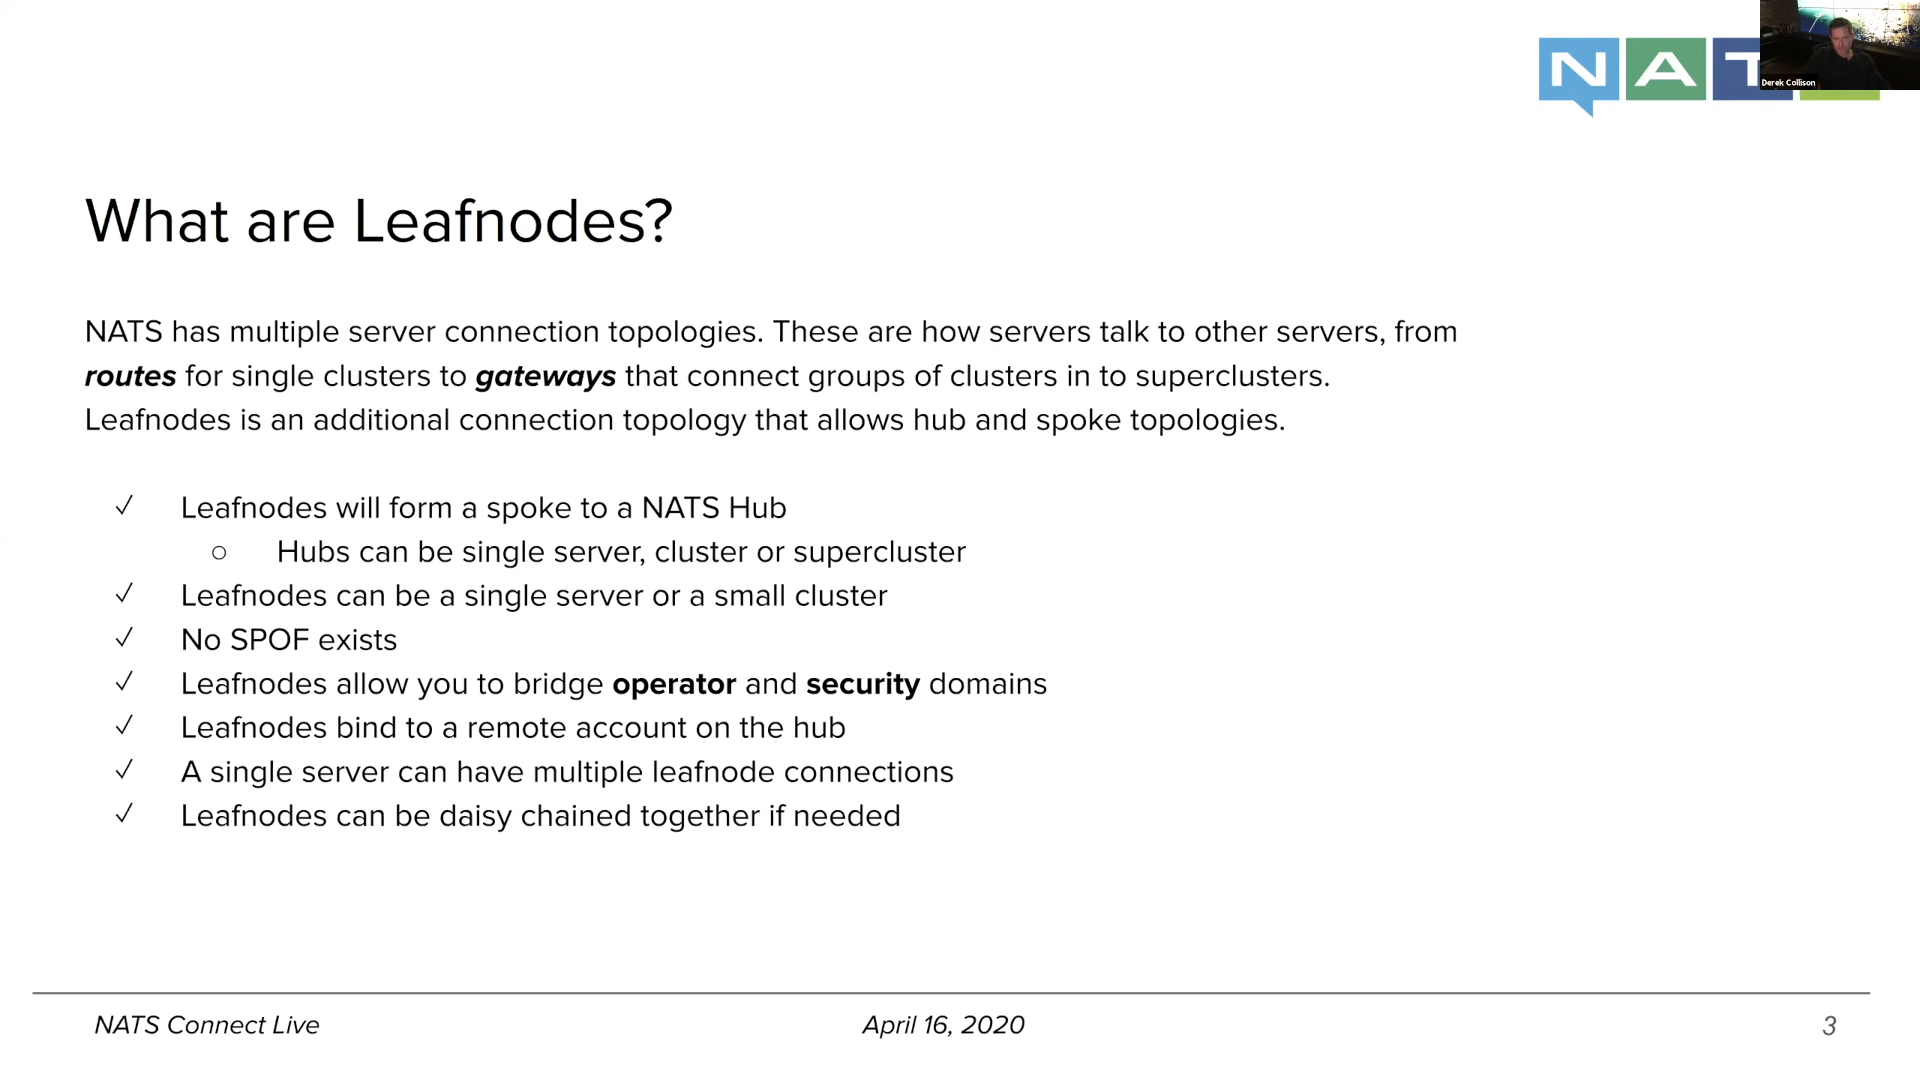 NAT
Derek Collison
What are Leafnodes?
NATS has multiple server connection topologies. These are how servers talk to other servers, from
routes for single clusters to gateways that connect groups of clusters in to superclusters.
Leafnodes is an additional connection topology that allows hub and spoke topologies.
✓ Leafnodes will form a spoke to a NATS Hub
○ Hubs can be single server, cluster or supercluster
✓ Leafnodes can be a single server or a small cluster
✓ No SPOF exists
✓ Leafnodes allow you to bridge operator and security domains
✓ Leafnodes bind to a remote account on the hub
✓ A single server can have multiple leafnode connections
✓ Leafnodes can be daisy chained together if needed
NATS Connect Live
April 16, 2020
3